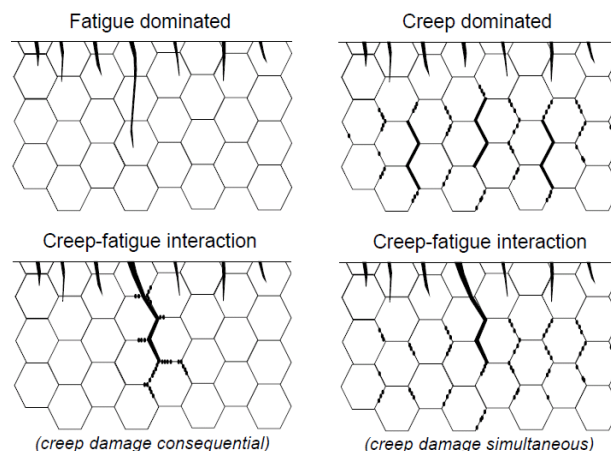 Fatigue dominated
Creep dominated
Creep-fatigue interaction
(creep damage consequential)
Creep-fatigue interaction
(creep damage simultaneous)